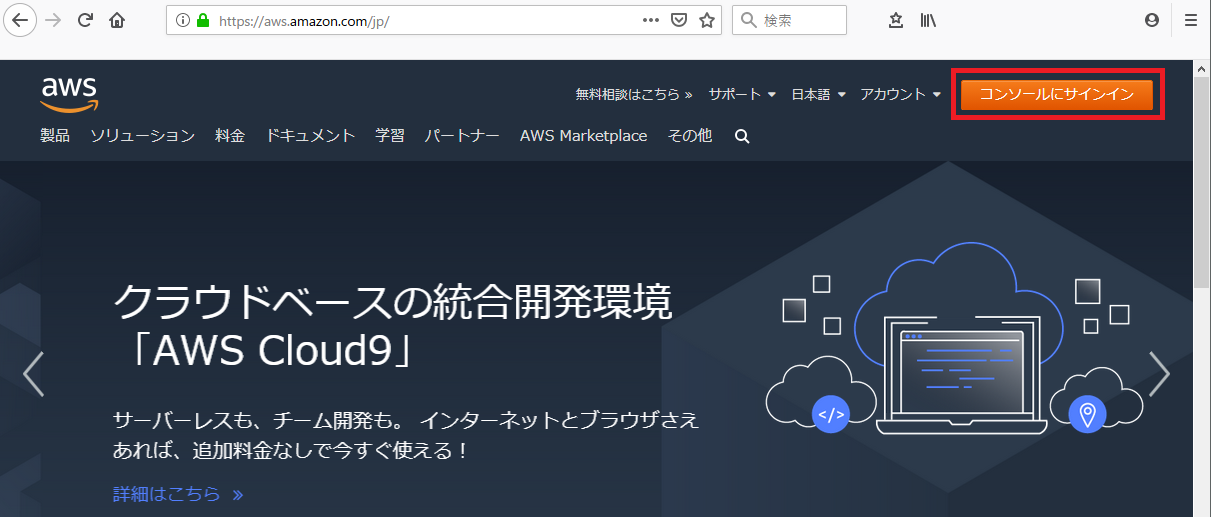 https://aws.amazon.com/jp/
検索
aws
無料相談はこちら »
サポート
日本語
アカウント
コンソールにサインイン
製品
ソリューション
料金
ドキュメント
学習
パートナー
AWS Marketplace
その他
クラウドベースの統合開発環境
「AWS Cloud9」
サーバーレスも、チーム開発も。 インターネットとブラウザさえ
あれば、追加料金なしで今すぐ使える！
詳細はこちら »
</>